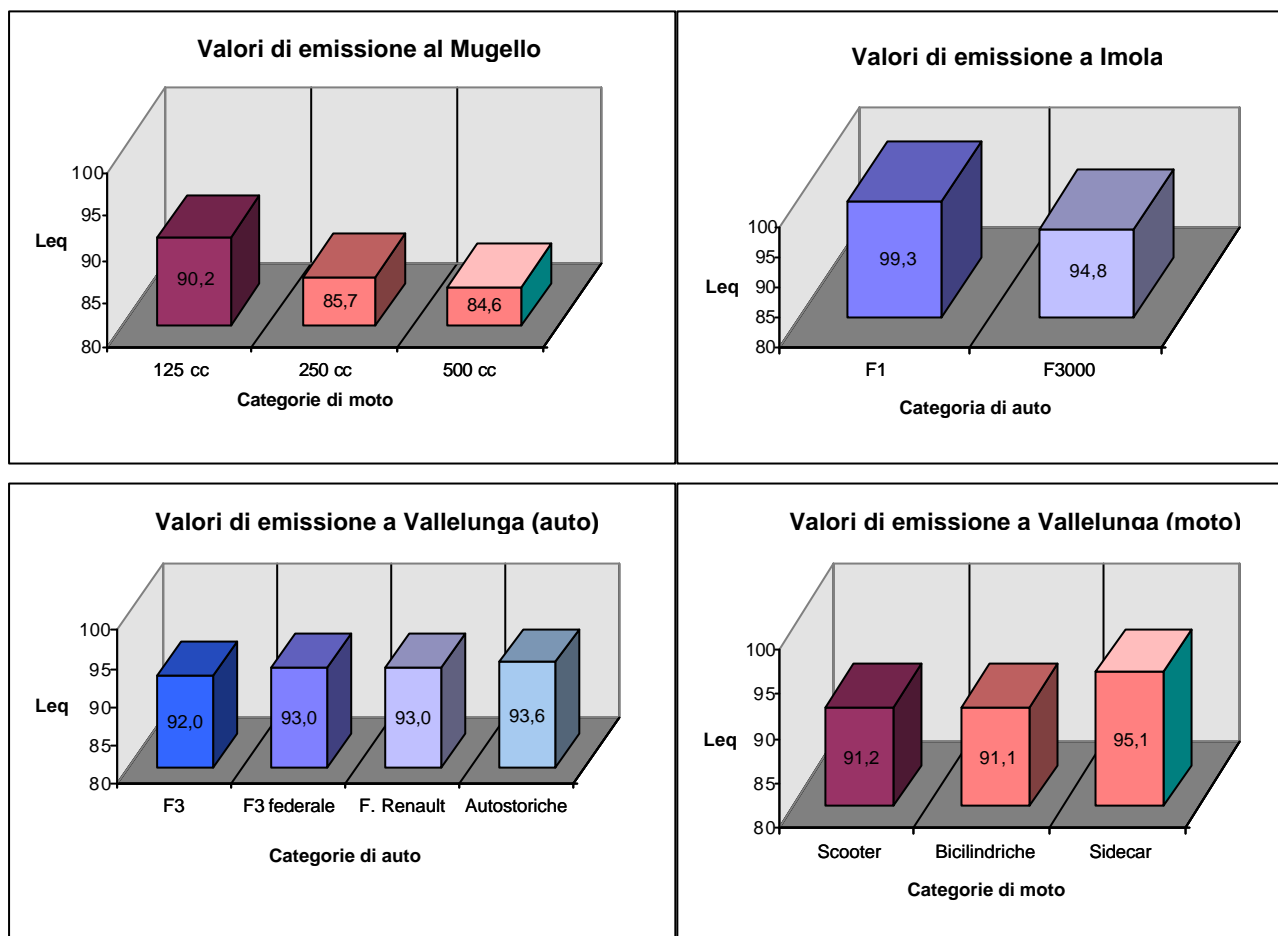 Valori di emissione al Mugello
100
95
Leq
90
85
80
90,2
85,7
84,6
125 cc
250 cc
500 cc
Categorie di moto
Valori di emissione a Imola
100
95
Leq
90
85
80
99,3
94,8
F1
F3000
Categoria di auto
Valori di emissione a Vallelunga (auto)
100
95
Leq
90
85
80
92,0
93,0
93,0
93,6
F3
F3 federale
F. Renault
Autostoriche
Categorie di auto
Valori di emissione a Vallelunga (moto)
100
95
Leq
90
85
80
91,2
91,1
95,1
Scooter
Bicilindriche
Sidecar
Categorie di moto